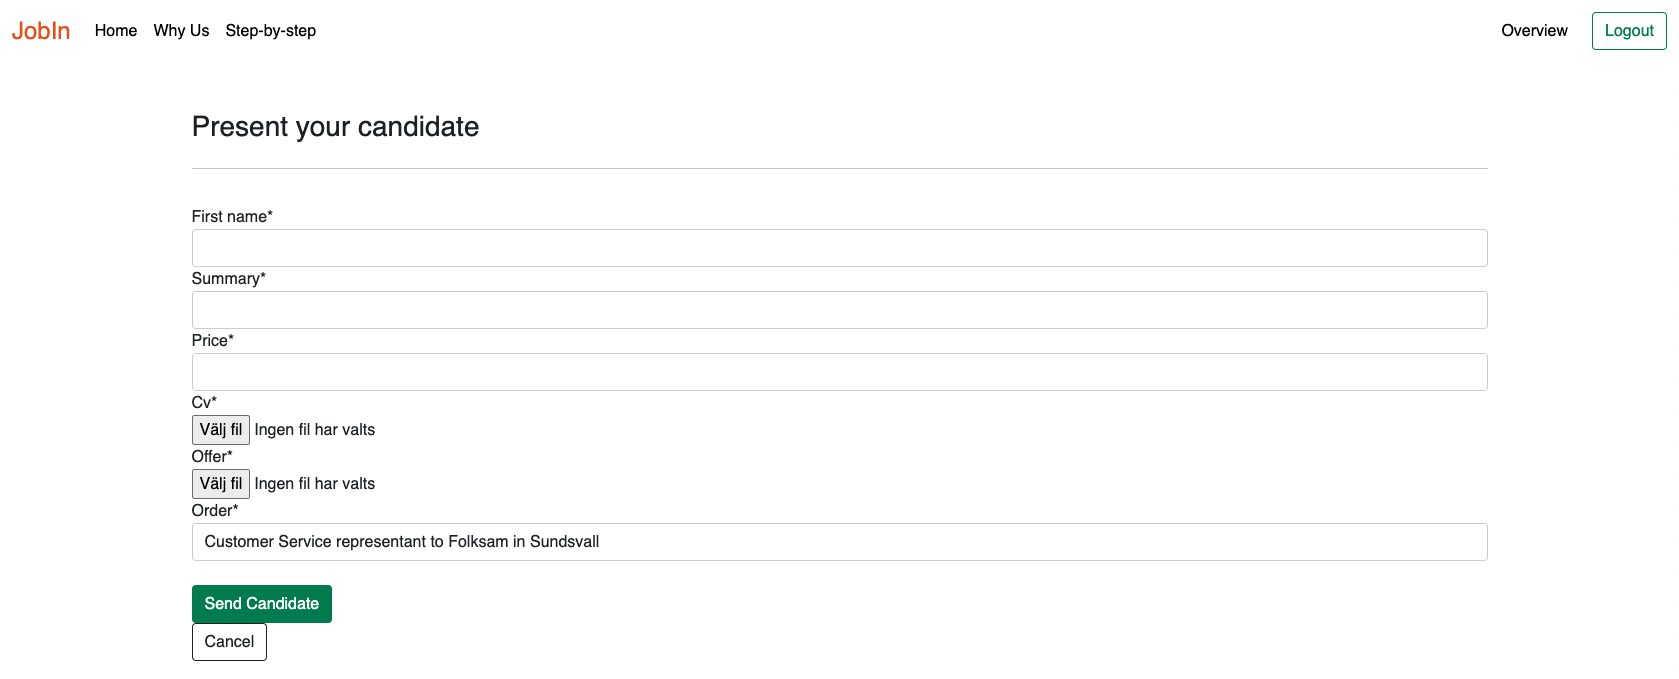 JobIn Home Why Us Step-by-step Overview Logout
Present your candidate
First name*
Summary*
Price*
Cv*
Välj fil Ingen fil har valts
Offer*
Välj fil Ingen fil har valts
Order*
Customer Service representant to Folksam in Sundsvall
Send Candidate
Cancel